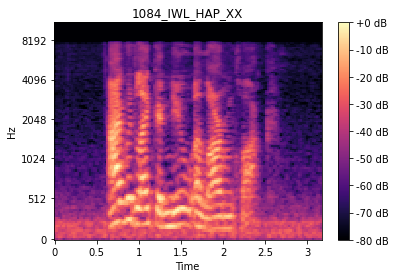 1084_IWL_HAP_XX
+0 dB
8192
-10 dB
-20 dB
4096
-30 dB
2048
Hz
-40 dB
1024
-50 dB
512
-60 dB
-70 dB
0
-80 dB
0 0.5 1 1.5 2 2.5 3
Time